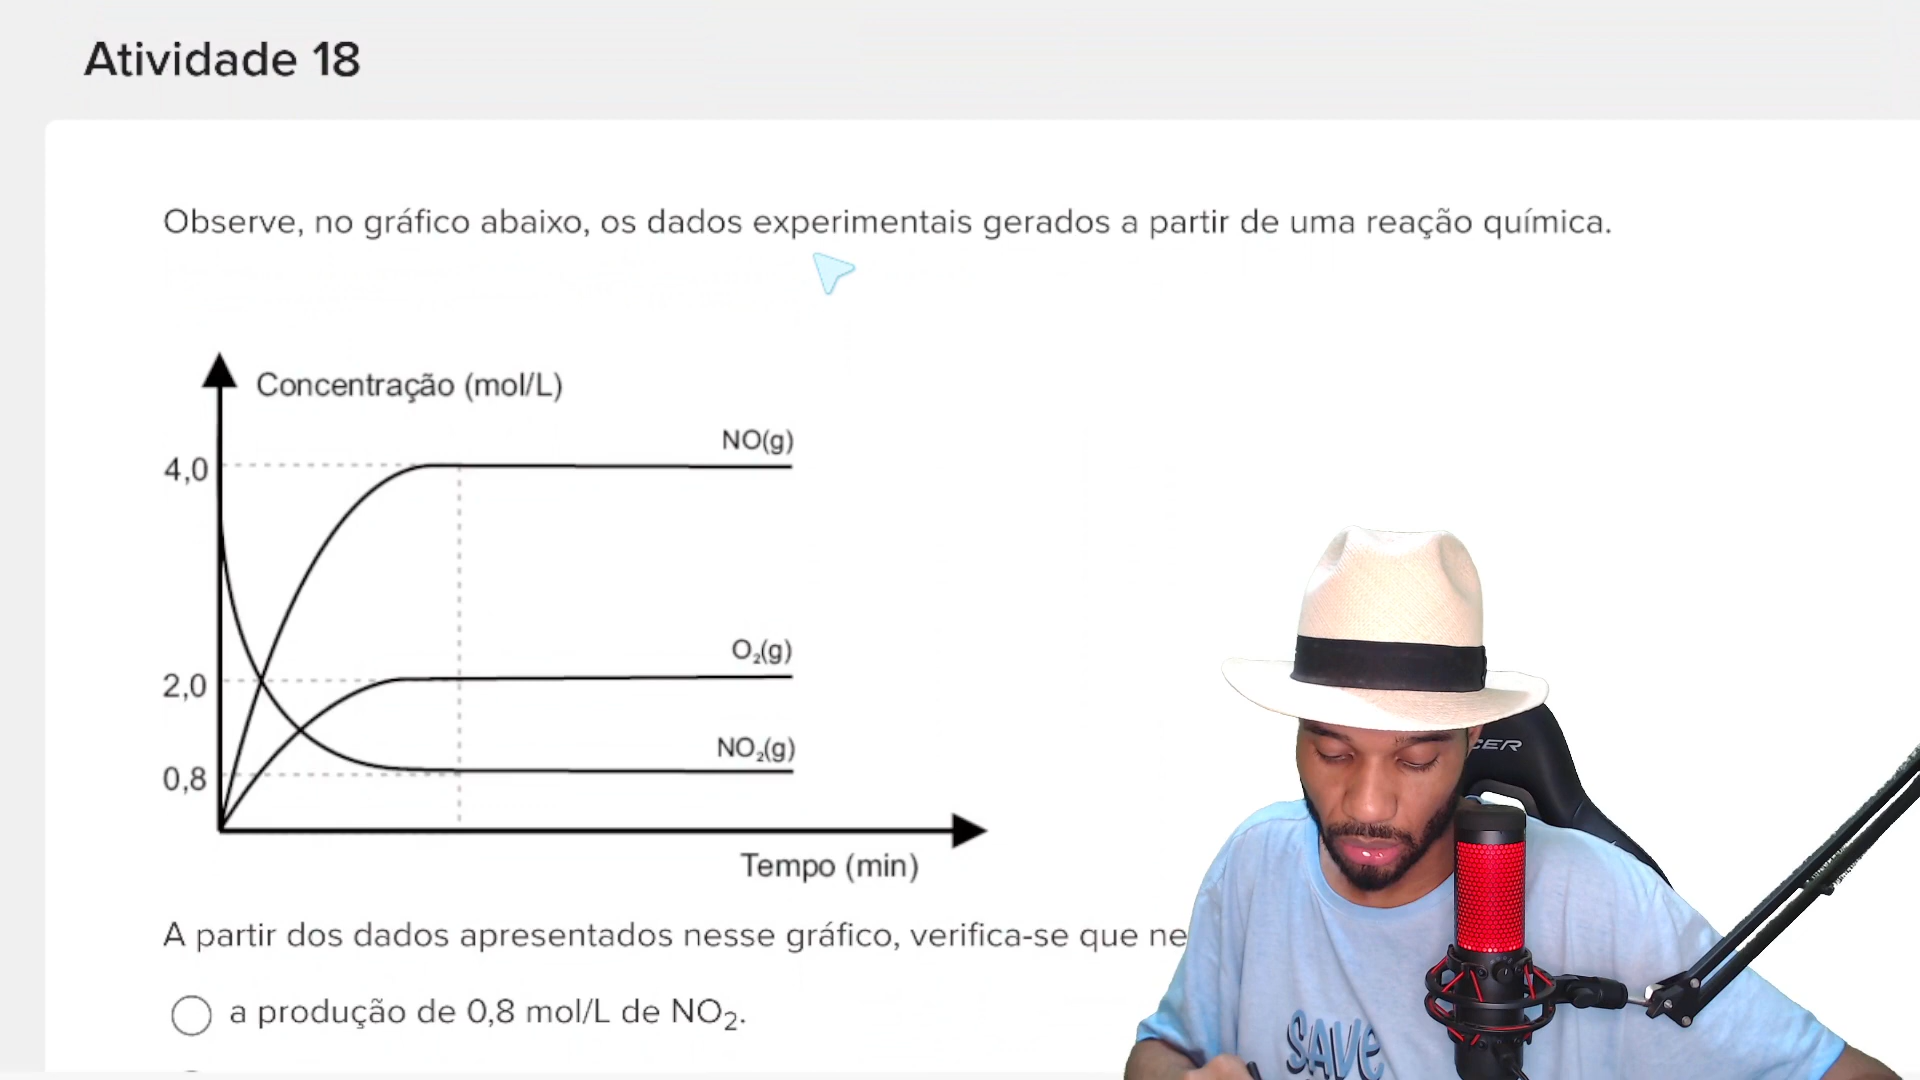 Atividade 18
Observe, no gráfico abaixo, os dados experimentais gerados a partir de uma reação química.
Concentração (mol/L)
NO(g)
4,0
O₂(g)
2,0
NO₂(g)
0,8
Tempo (min)
A partir dos dados apresentados nesse gráfico, verifica-se que ne
a produção de 0,8 mol/L de NO₂.
CER
SAVE